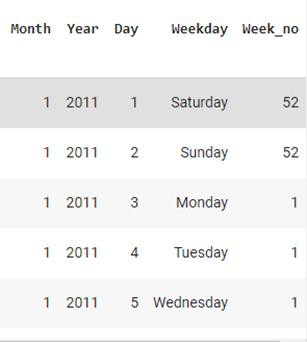 Month Year Day Weekday Week_no
1 2011 1 Saturday 52
1 2011 2 Sunday 52
1 2011 3 Monday 1
1 2011 4 Tuesday 1
1 2011 5 Wednesday 1